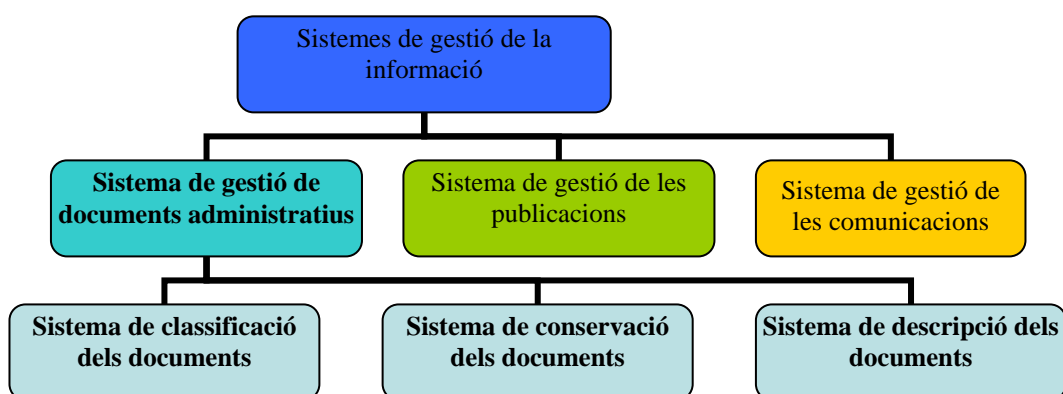 Sistemes de gestió de la
informació
Sistema de gestió de
documents administratius
Sistema de gestió de les
publicacions
Sistema de gestió de
les comunicacions
Sistema de classificació
dels documents
Sistema de conservació
dels documents
Sistema de descripció dels
documents